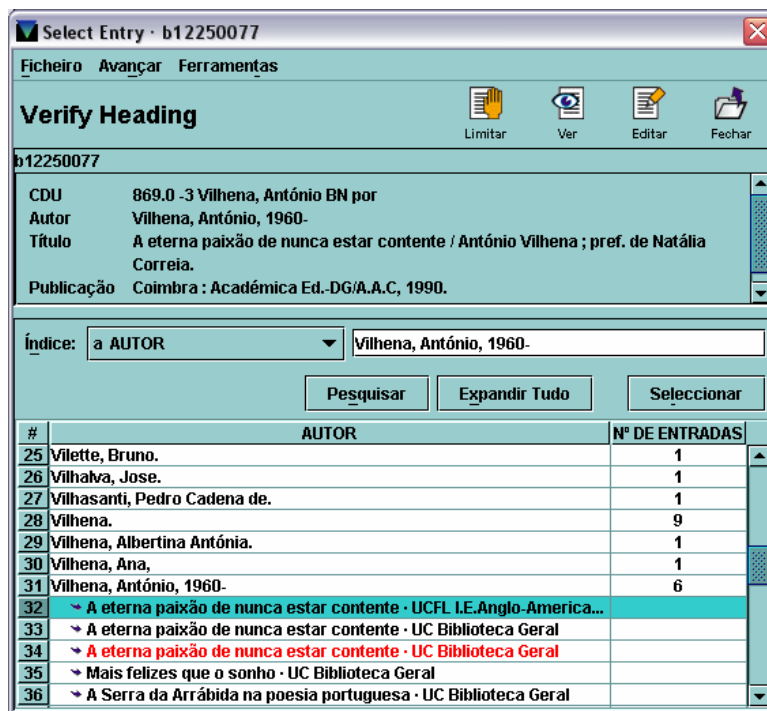 Select Entry · b12250077
Ficheiro Avançar Ferramentas
Verify Heading
Limitar Ver Editar Fechar
b12250077
CDU 869.0 -3 Vilhena, António BN por
Autor Vilhena, António, 1960-
Título A eterna paixão de nunca estar contente / António Vilhena ; pref. de Natália
Correia.
Publicação Coimbra : Académica Ed.-DG/A.A.C, 1990.
Índice: a AUTOR Vilhena, António, 1960-
Pesquisar Expandir Tudo Seleccionar
# AUTOR Nº DE ENTRADAS
25 Vilette, Bruno. 1
26 Vilhalva, Jose. 1
27 Vilhasanti, Pedro Cadena de. 1
28 Vilhena. 9
29 Vilhena, Albertina Antónia. 1
30 Vilhena, Ana, 1
31 Vilhena, António, 1960- 6
32 A eterna paixão de nunca estar contente · UCFL I.E.Anglo-America...
33 A eterna paixão de nunca estar contente · UC Biblioteca Geral
34 A eterna paixão de nunca estar contente · UC Biblioteca Geral
35 Mais felizes que o sonho · UC Biblioteca Geral
36 A Serra da Arrábida na poesia portuguesa · UC Biblioteca Geral